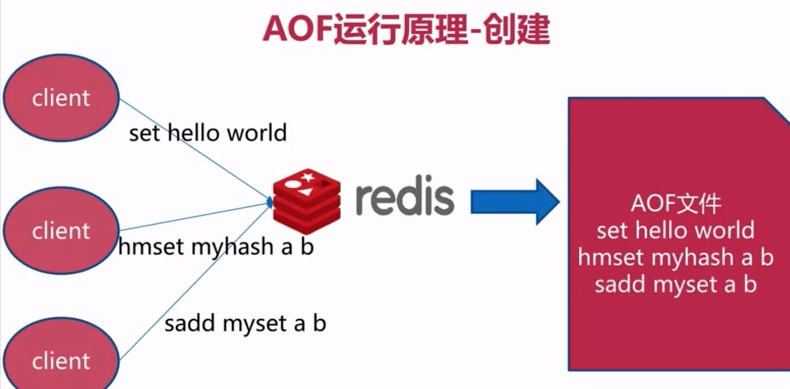 AOF运行原理-创建
client
set hello world
client
hmset myhash a b
client
sadd myset a b
redis
AOF文件
set hello world
hmset myhash a b
sadd myset a b